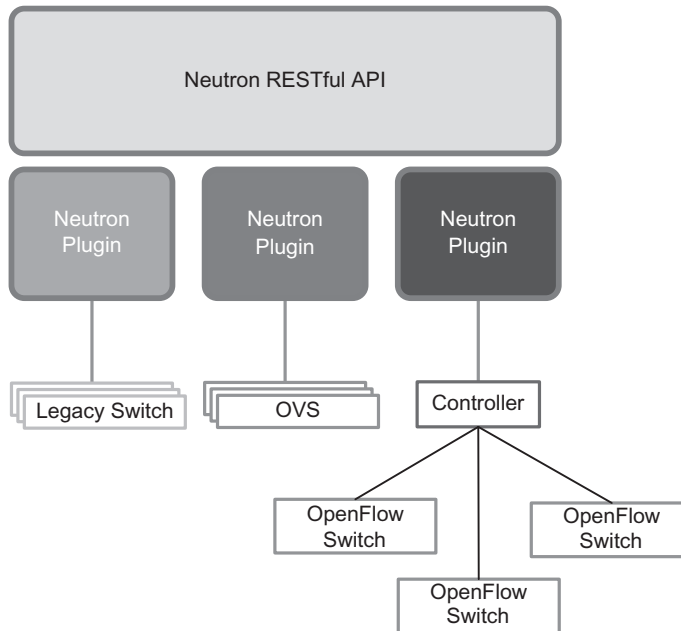 Neutron RESTful API
Neutron
Plugin
Neutron
Plugin
Neutron
Plugin
Legacy Switch
OVS
Controller
OpenFlow
Switch
OpenFlow
Switch
OpenFlow
Switch